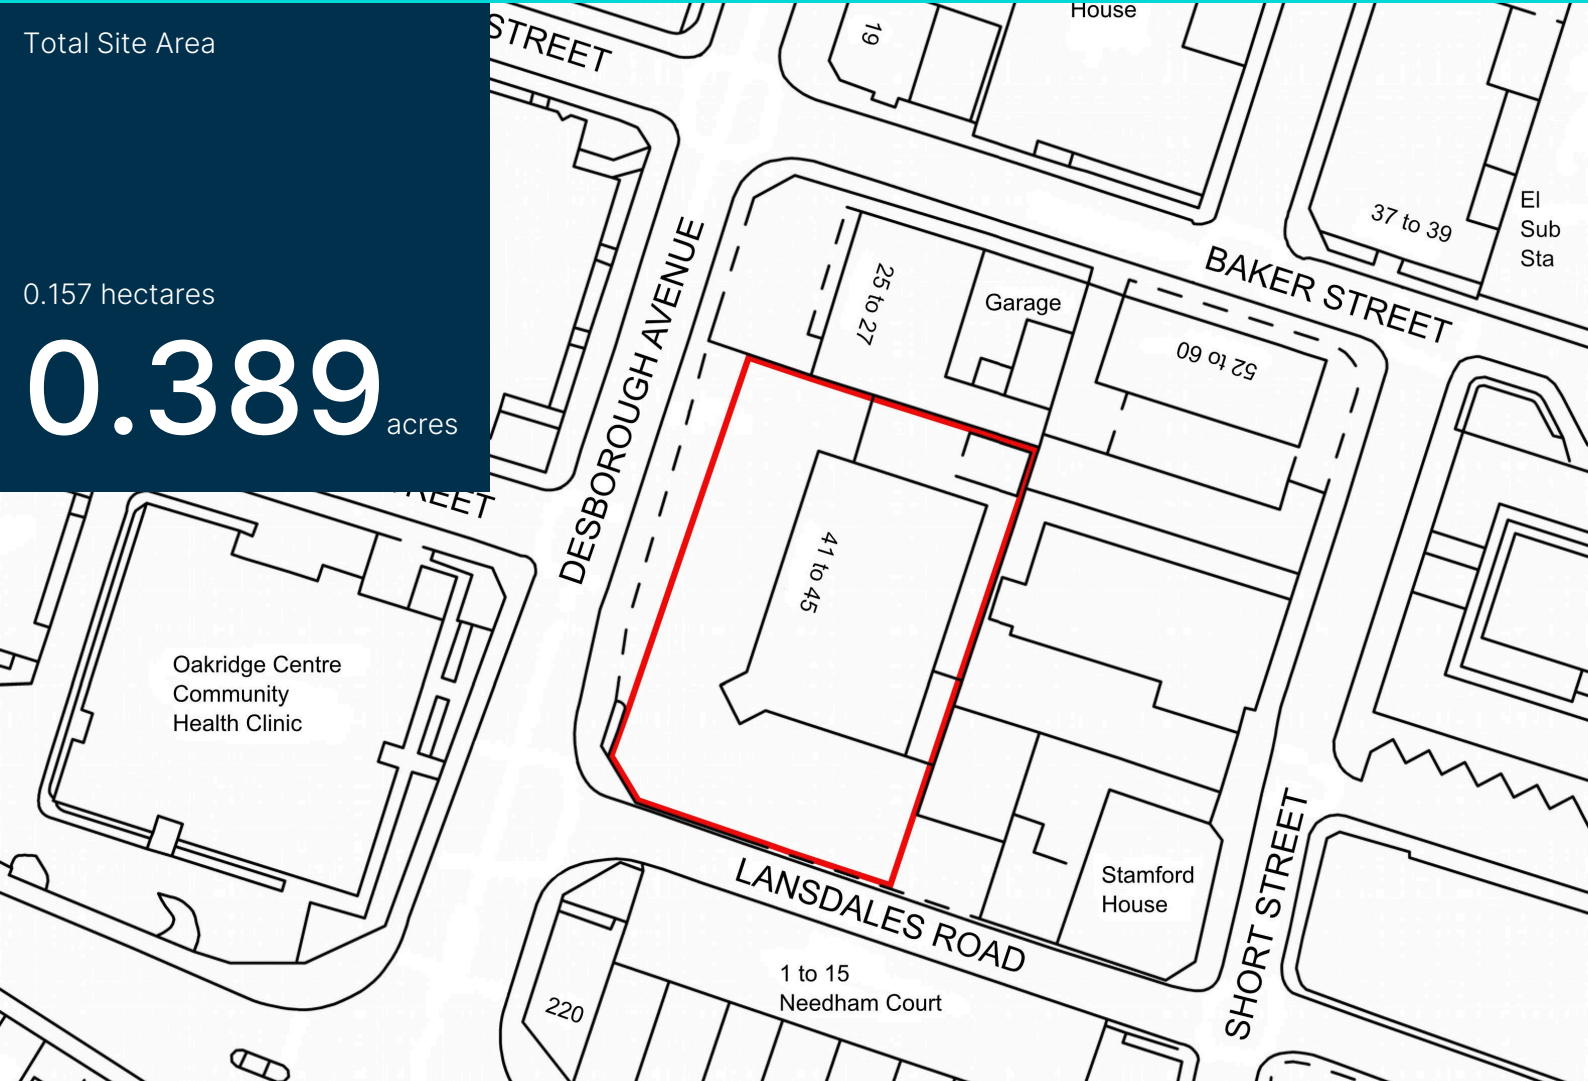 Total Site Area
0.157 hectares
0.389 acres
STREET
19
House
DESBOROUGH AVENUE
25 to 27
Garage
BAKER STREET
37 to 39
El
Sub
Sta
52 to 60
41 to 45
Oakridge Centre
Community
Health Clinic
LANSDALES ROAD
Stamford
House
SHORT STREET
1 to 15
Needham Court
220